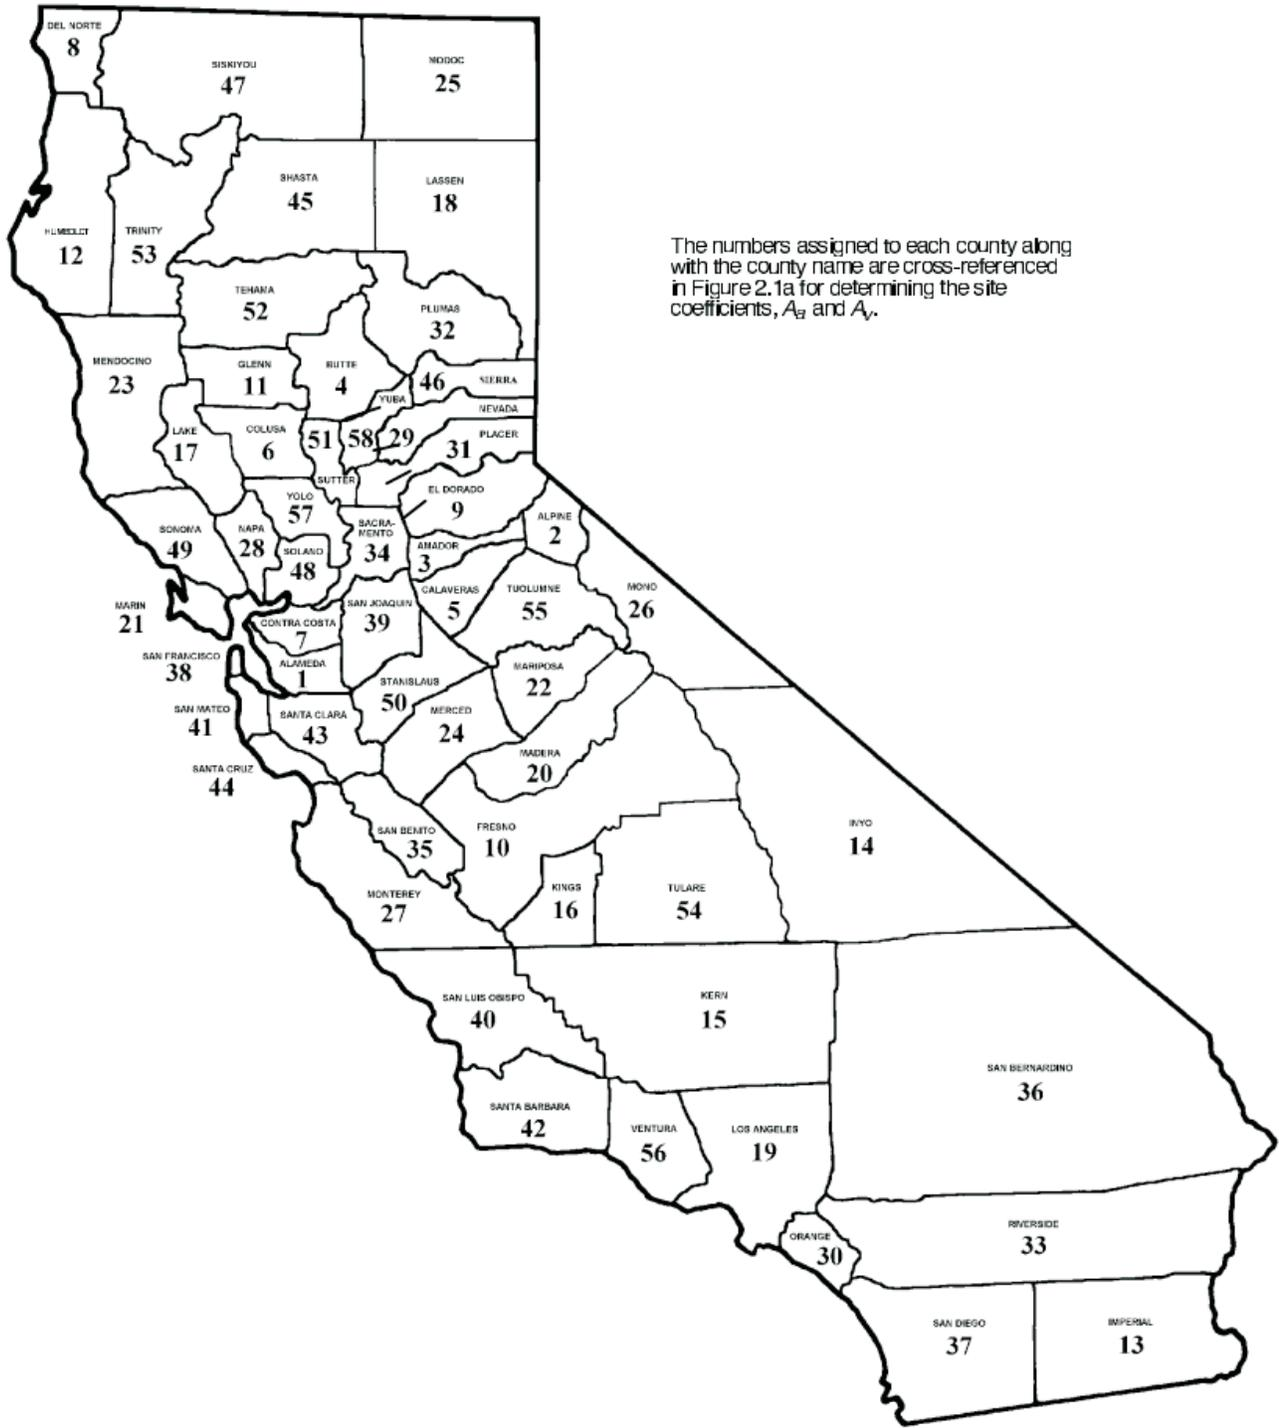 DEL NORTE
8
SISKIYOU
47
MODOC
25
SHASTA
45
LASSEN
18
HUMBOLDT
12
TRINITY
53
The numbers assigned to each county along
with the county name are cross-referenced
in Figure 2.1a for determining the site
coefficients, Aa and Av.
TEHAMA
52
PLUMAS
32
MENDOCINO
23
GLENN
11
BUTTE
4
46
SIERRA
YUBA
58
NEVADA
29
LAKE
17
COLUSA
6
51
SUTTER
PLACER
31
YOLO
57
EL DORADO
9
SONOMA
49
NAPA
28
SOLANO
48
SACRA-
MENTO
34
AMADOR
3
ALPINE
2
MARIN
21
CONTRA COSTA
7
SAN JOAQUIN
39
CALAVERAS
5
TUOLUMNE
55
MONO
26
SAN FRANCISCO
38
ALAMEDA
1
STANISLAUS
50
MARIPOSA
22
SAN MATEO
41
SANTA CLARA
43
MERCED
24
MADERA
20
SANTA CRUZ
44
SAN BENITO
35
FRESNO
10
INYO
14
MONTEREY
27
KINGS
16
TULARE
54
SAN LUIS OBISPO
40
KERN
15
SAN BERNARDINO
36
SANTA BARBARA
42
VENTURA
56
LOS ANGELES
19
ORANGE
30
RIVERSIDE
33
SAN DIEGO
37
IMPERIAL
13